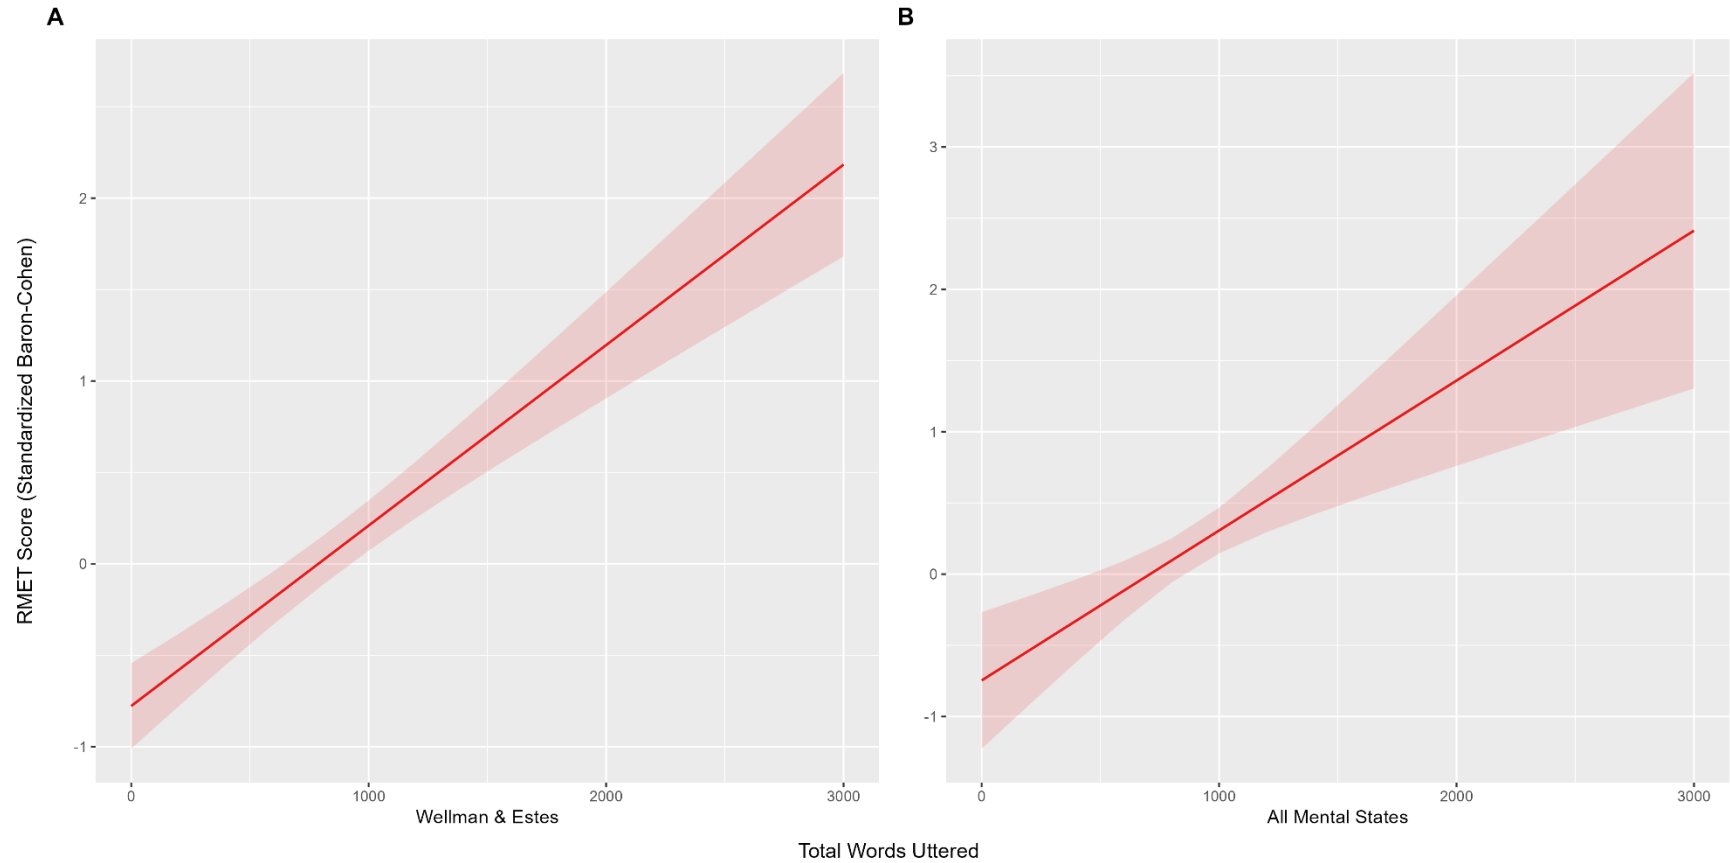 A
B
RMET Score (Standardized Baron-Cohen)
2
1
0
-1
0
1000
2000
3000
Wellman & Estes
3
2
1
0
-1
0
1000
2000
3000
All Mental States
Total Words Uttered